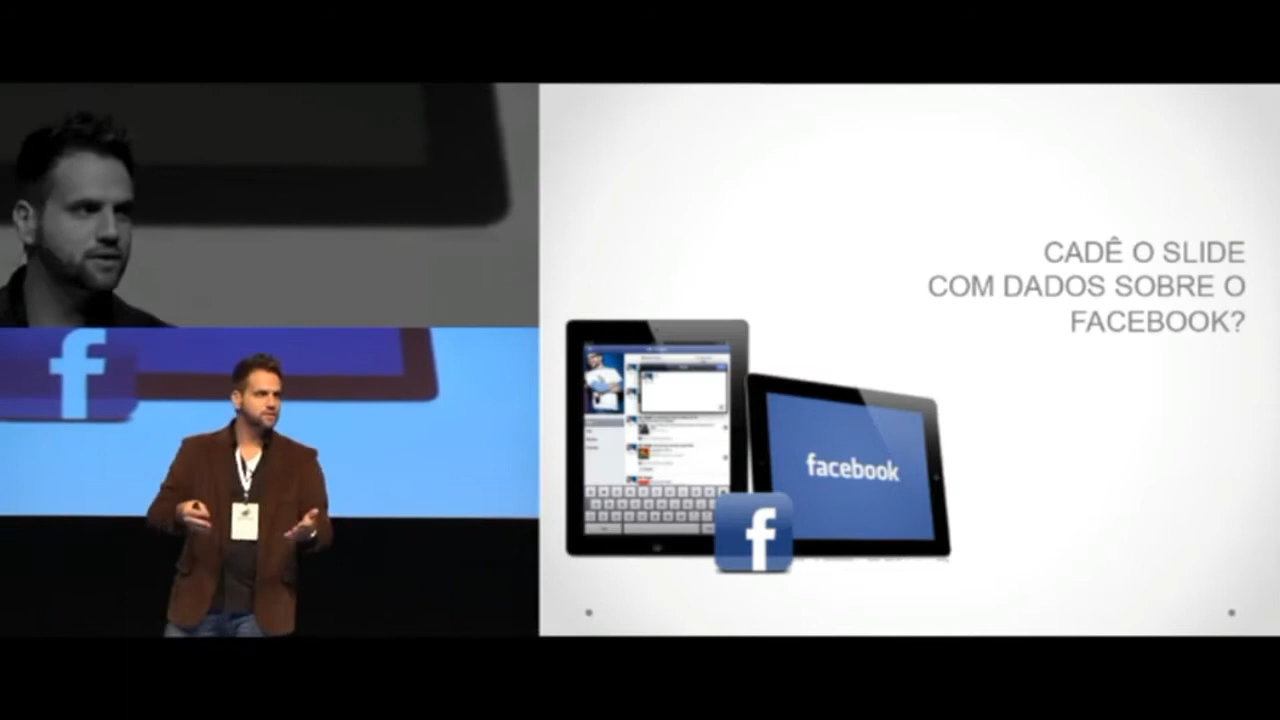 CADÊ O SLIDE
COM DADOS SOBRE O
FACEBOOK?
facebook
f
f